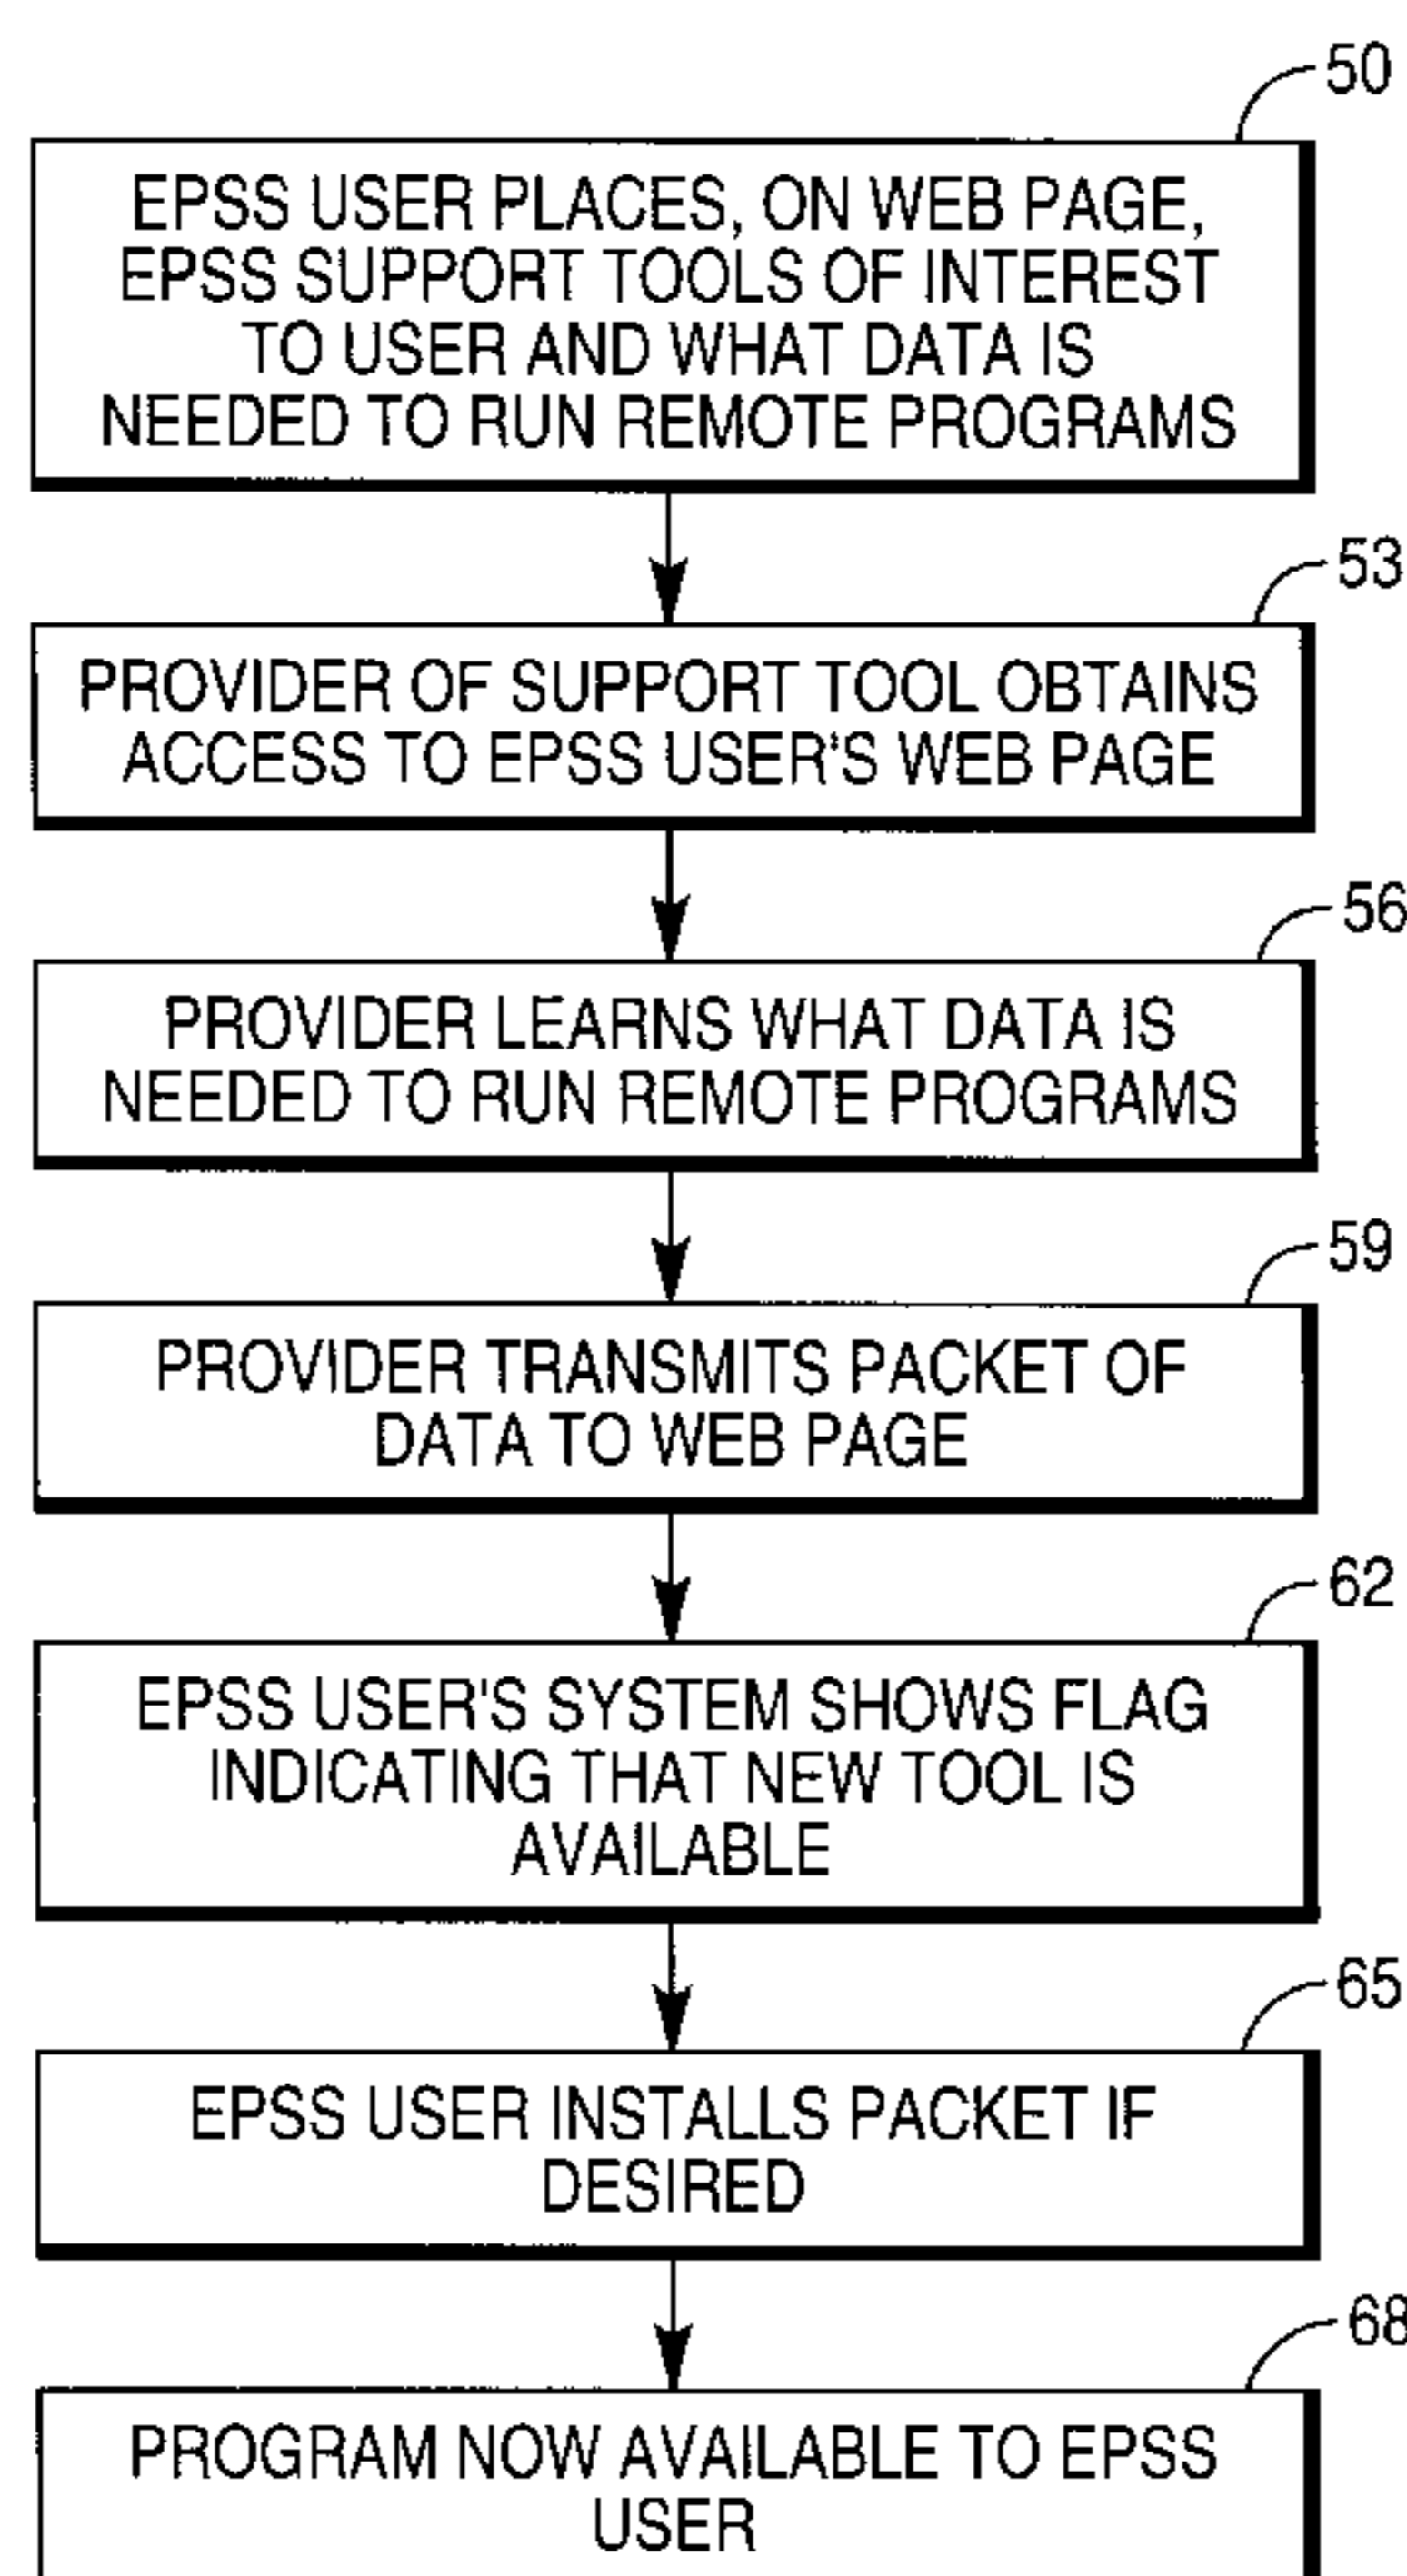 50
EPSS USER PLACES, ON WEB PAGE,
EPSS SUPPORT TOOLS OF INTEREST
TO USER AND WHAT DATA IS
NEEDED TO RUN REMOTE PROGRAMS
53
PROVIDER OF SUPPORT TOOL OBTAINS
ACCESS TO EPSS USER'S WEB PAGE
56
PROVIDER LEARNS WHAT DATA IS
NEEDED TO RUN REMOTE PROGRAMS
59
PROVIDER TRANSMITS PACKET OF
DATA TO WEB PAGE
62
EPSS USER'S SYSTEM SHOWS FLAG
INDICATING THAT NEW TOOL IS
AVAILABLE
65
EPSS USER INSTALLS PACKET IF
DESIRED
68
PROGRAM NOW AVAILABLE TO EPSS
USER